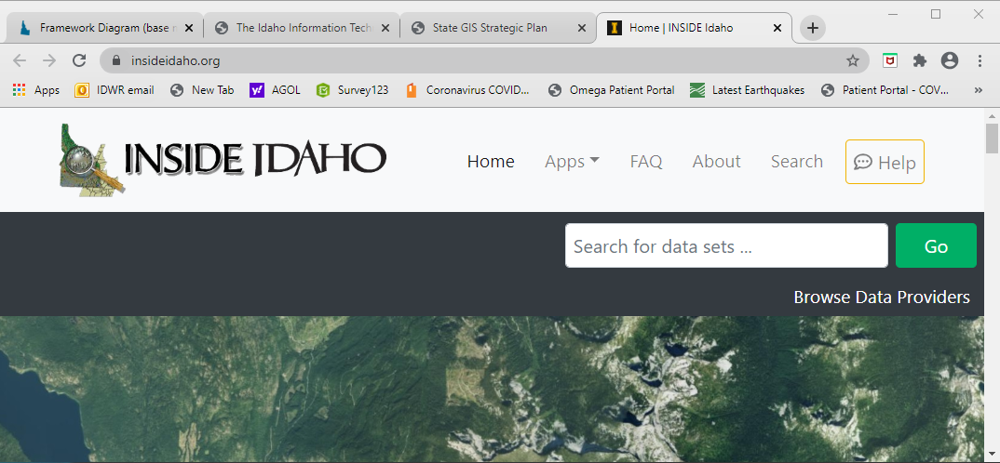 Framework Diagram (base
The Idaho Information Tech
State GIS Strategic Plan
Home | INSIDE Idaho
insideidaho.org
Apps
IDWR email
New Tab
AGOL
Survey123
Coronavirus COVID...
Omega Patient Portal
Latest Earthquakes
Patient Portal - COV...
»
INSIDE IDAHO
Home
Apps
FAQ
About
Search
Help
Search for data sets ...
Go
Browse Data Providers